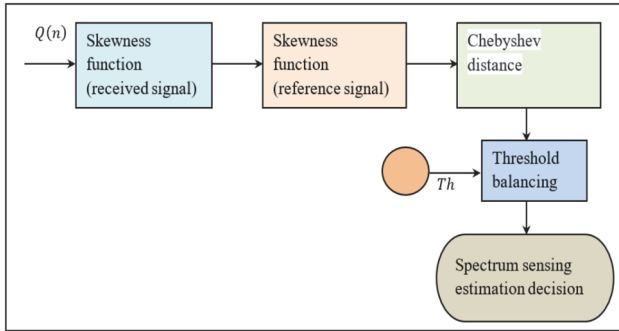 Q(n)
Skewness
function
(received signal)
Skewness
function
(reference signal)
Chebyshev
distance
Threshold
balancing
Th
Spectrum sensing
estimation decision